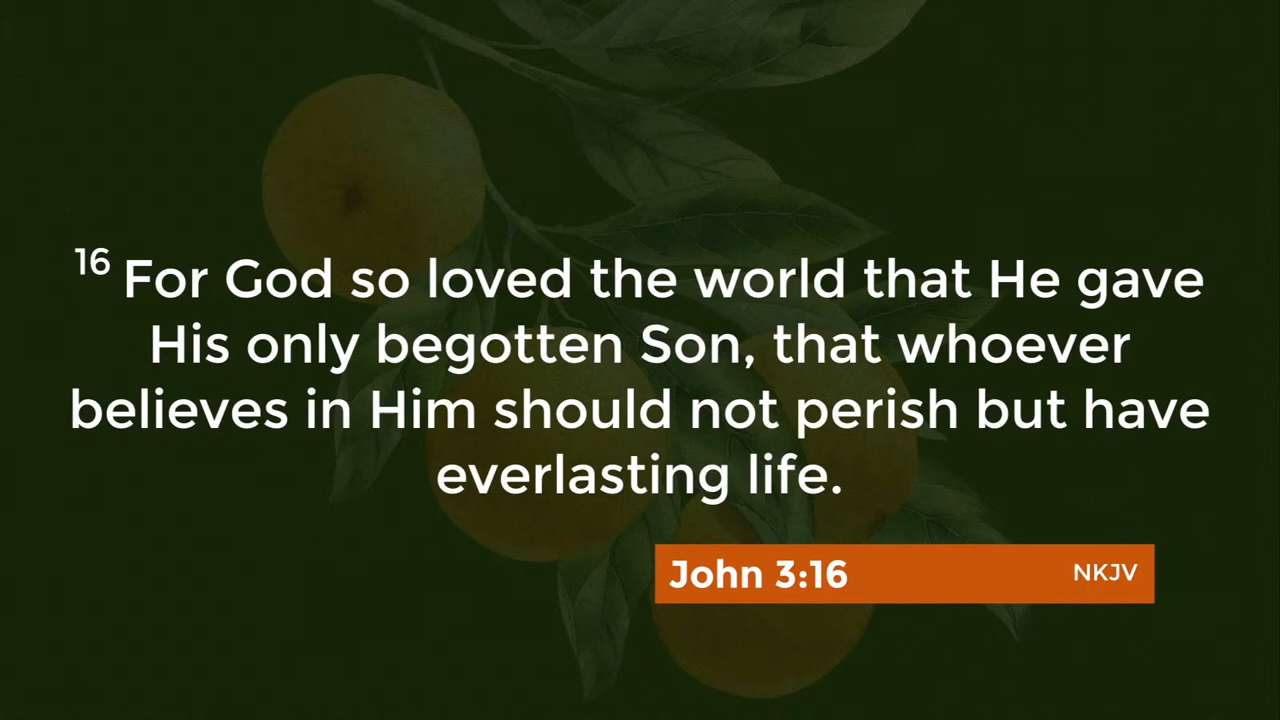 16 For God so loved the world that He gave
His only begotten Son, that whoever
believes in Him should not perish but have
everlasting life.
John 3:16 NKJV